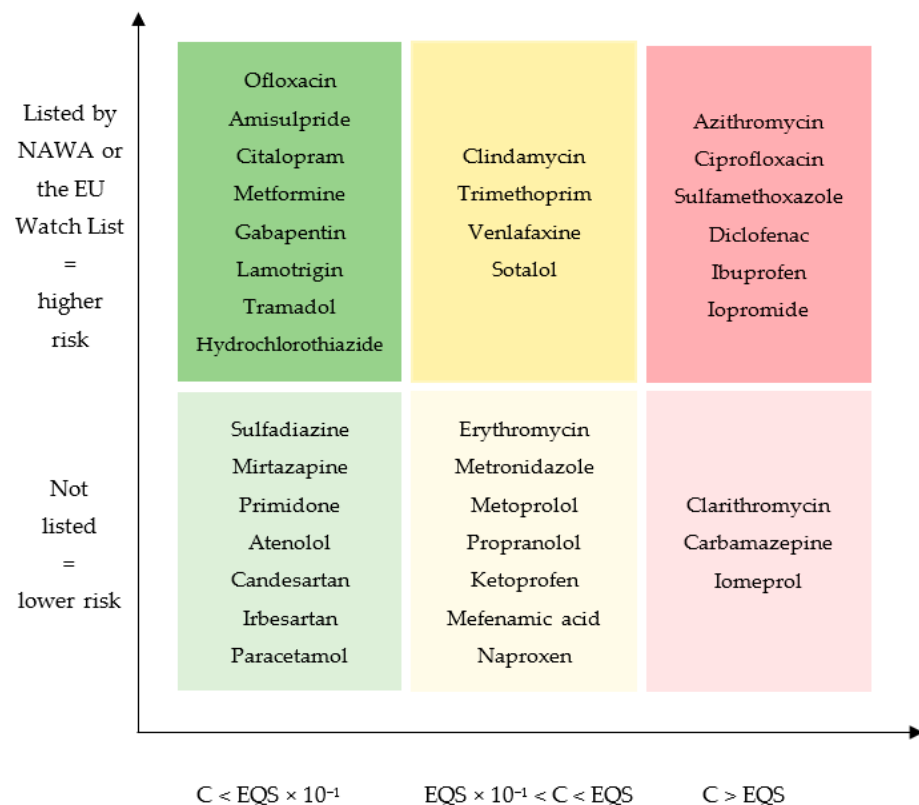 Listed by
NAWA or
the EU
Watch List
=
higher
risk
Ofloxacin
Amisulpride
Citalopram
Metformine
Gabapentin
Lamotrigin
Tramadol
Hydrochlorothiazide
Clindamycin
Trimethoprim
Venlafaxine
Sotalol
Azithromycin
Ciprofloxacin
Sulfamethoxazole
Diclofenac
Ibuprofen
Iopromide
Not
listed
=
lower risk
Sulfadiazine
Mirtazapine
Primidone
Atenolol
Candesartan
Irbesartan
Paracetamol
Erythromycin
Metronidazole
Metoprolol
Propranolol
Ketoprofen
Mefenamic acid
Naproxen
Clarithromycin
Carbamazepine
Iomeprol
C < EQS × 10⁻¹
EQS × 10⁻¹ < C < EQS
C > EQS